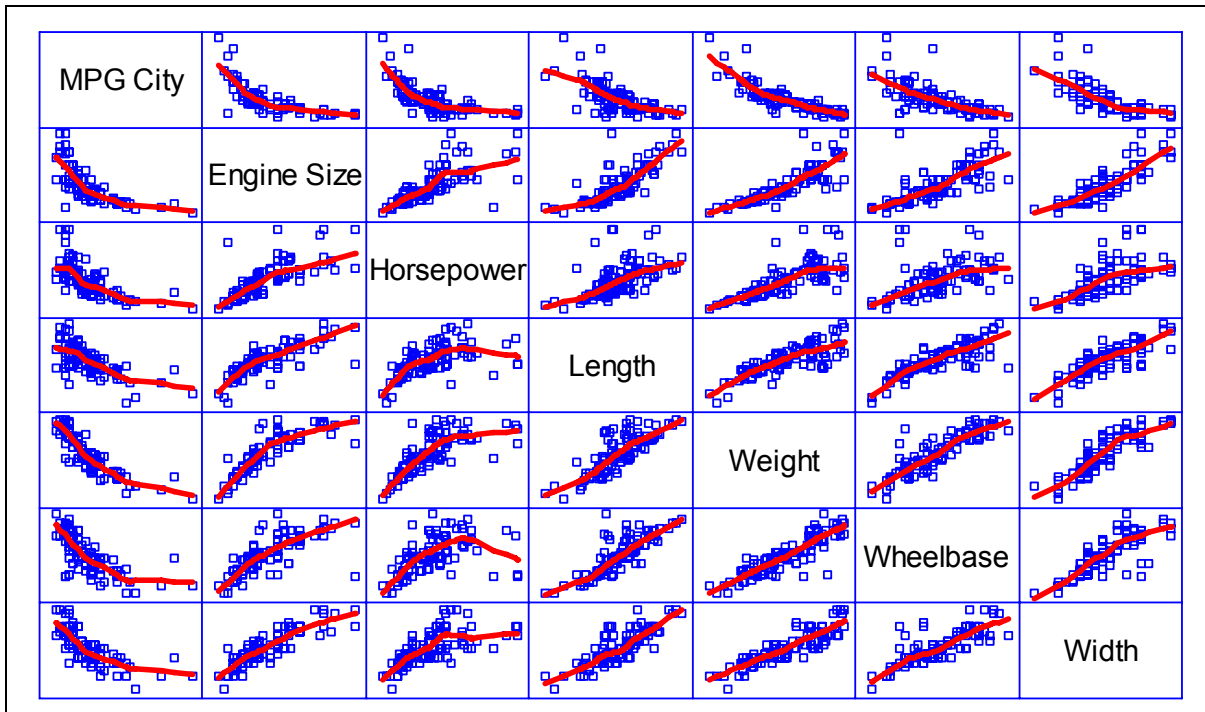 MPG City
Engine Size
Horsepower
Length
Weight
Wheelbase
Width